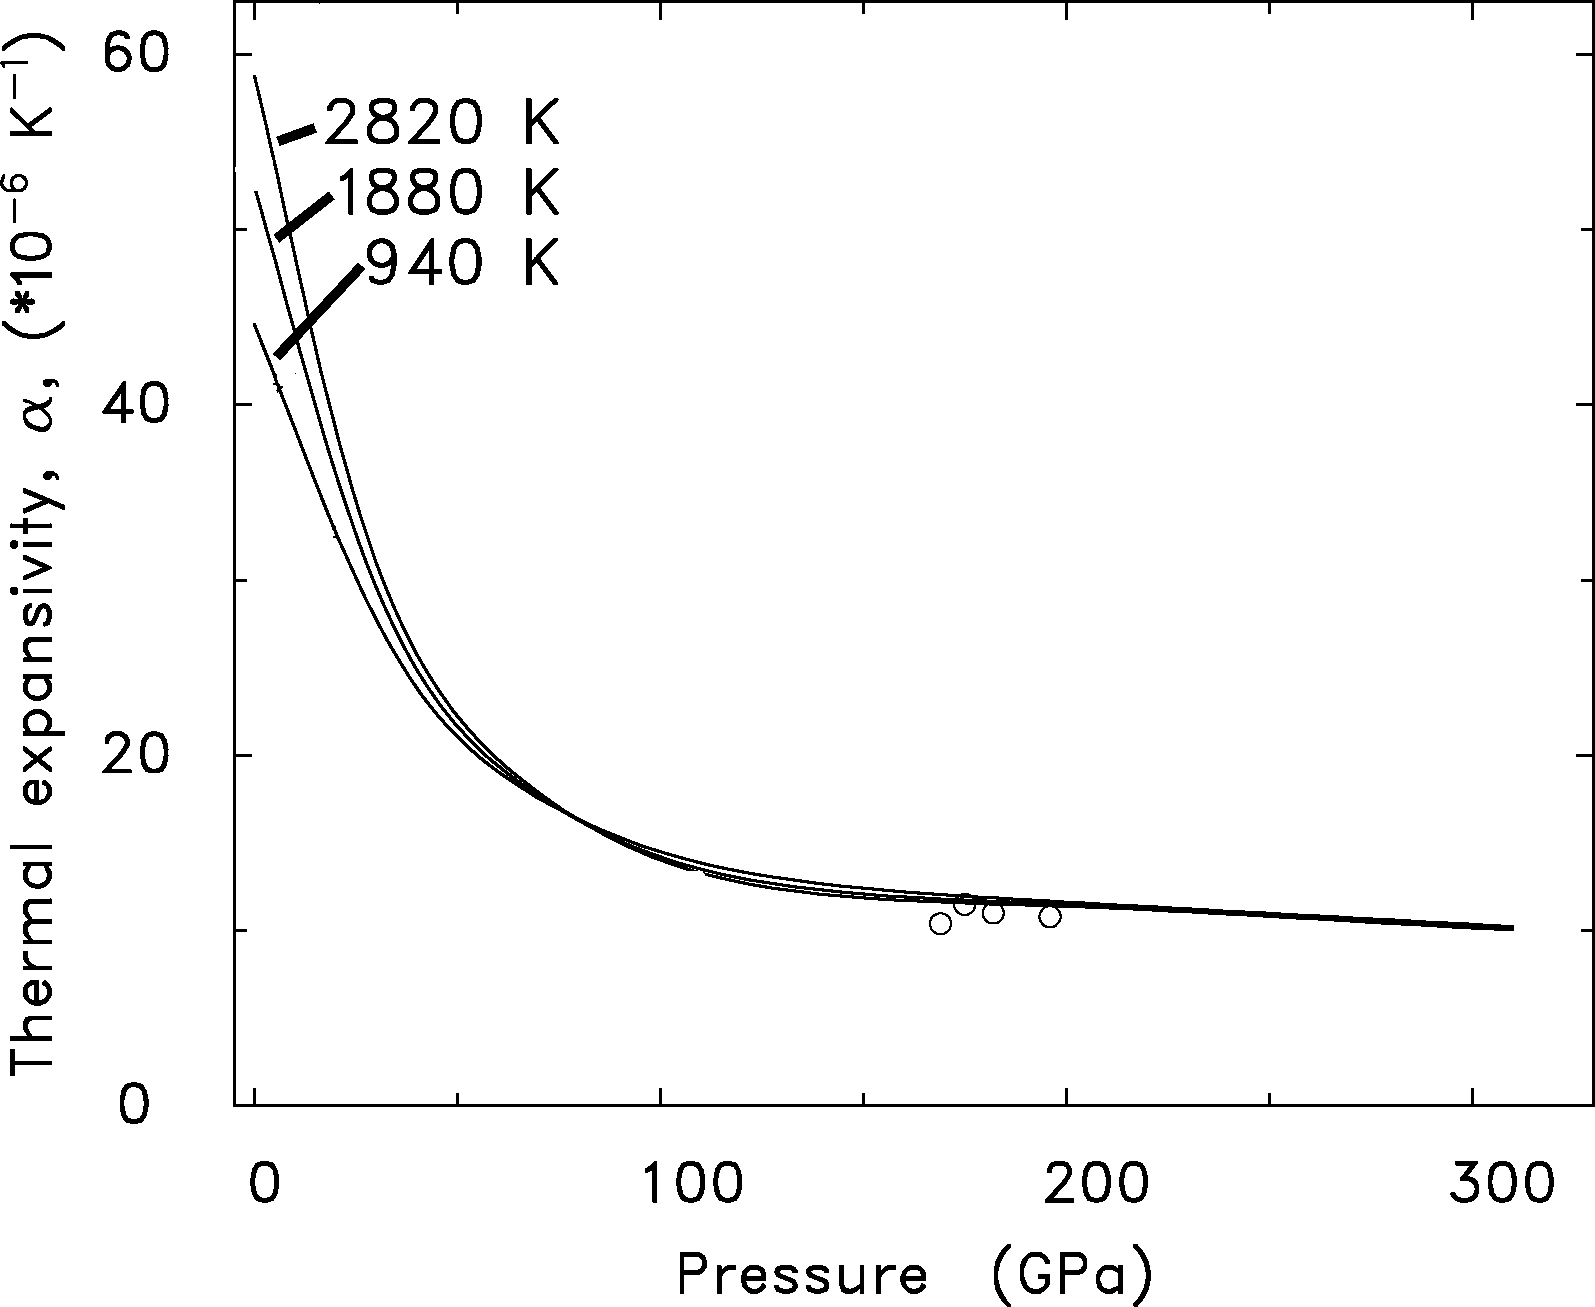 Thermal expansivity, α, (*10⁻⁶ K⁻¹)
60
40
20
0
2820 K
1880 K
940 K
0 100 200 300
Pressure (GPa)